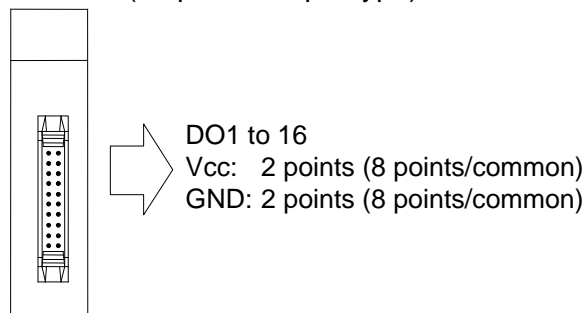 DO1 to 16
Vcc: 2 points (8 points/common)
GND: 2 points (8 points/common)